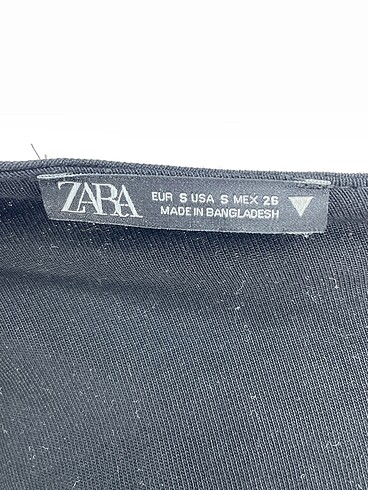 ZARA
EUR S USA S MEX 26
MADE IN BANGLADESH